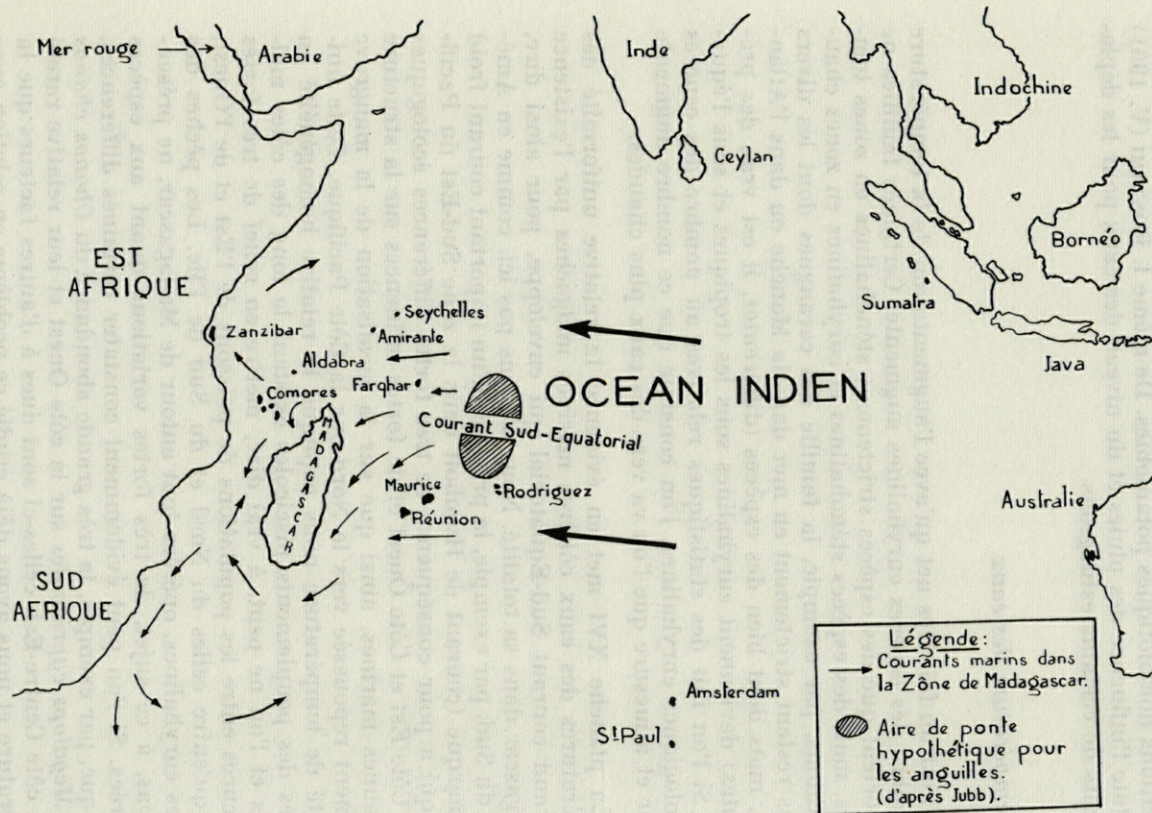 Mer rouge
Arabie
Inde
Indochine
Ceylan
EST
AFRIQUE
Bornéo
Sumatra
Seychelles
Zanzibar
Amirante
Java
Aldabra
Farqhar
OCEAN INDIEN
Comores
Courant Sud-Equatorial
MADAGASCAR
Maurice
Rodriguez
Réunion
Australie
SUD
AFRIQUE
Légende:
Courants marins dans
la Zône de Madagascar.
Amsterdam
St Paul
Aire de ponte
hypothétique pour
les anguilles.
(d'après Jubb).